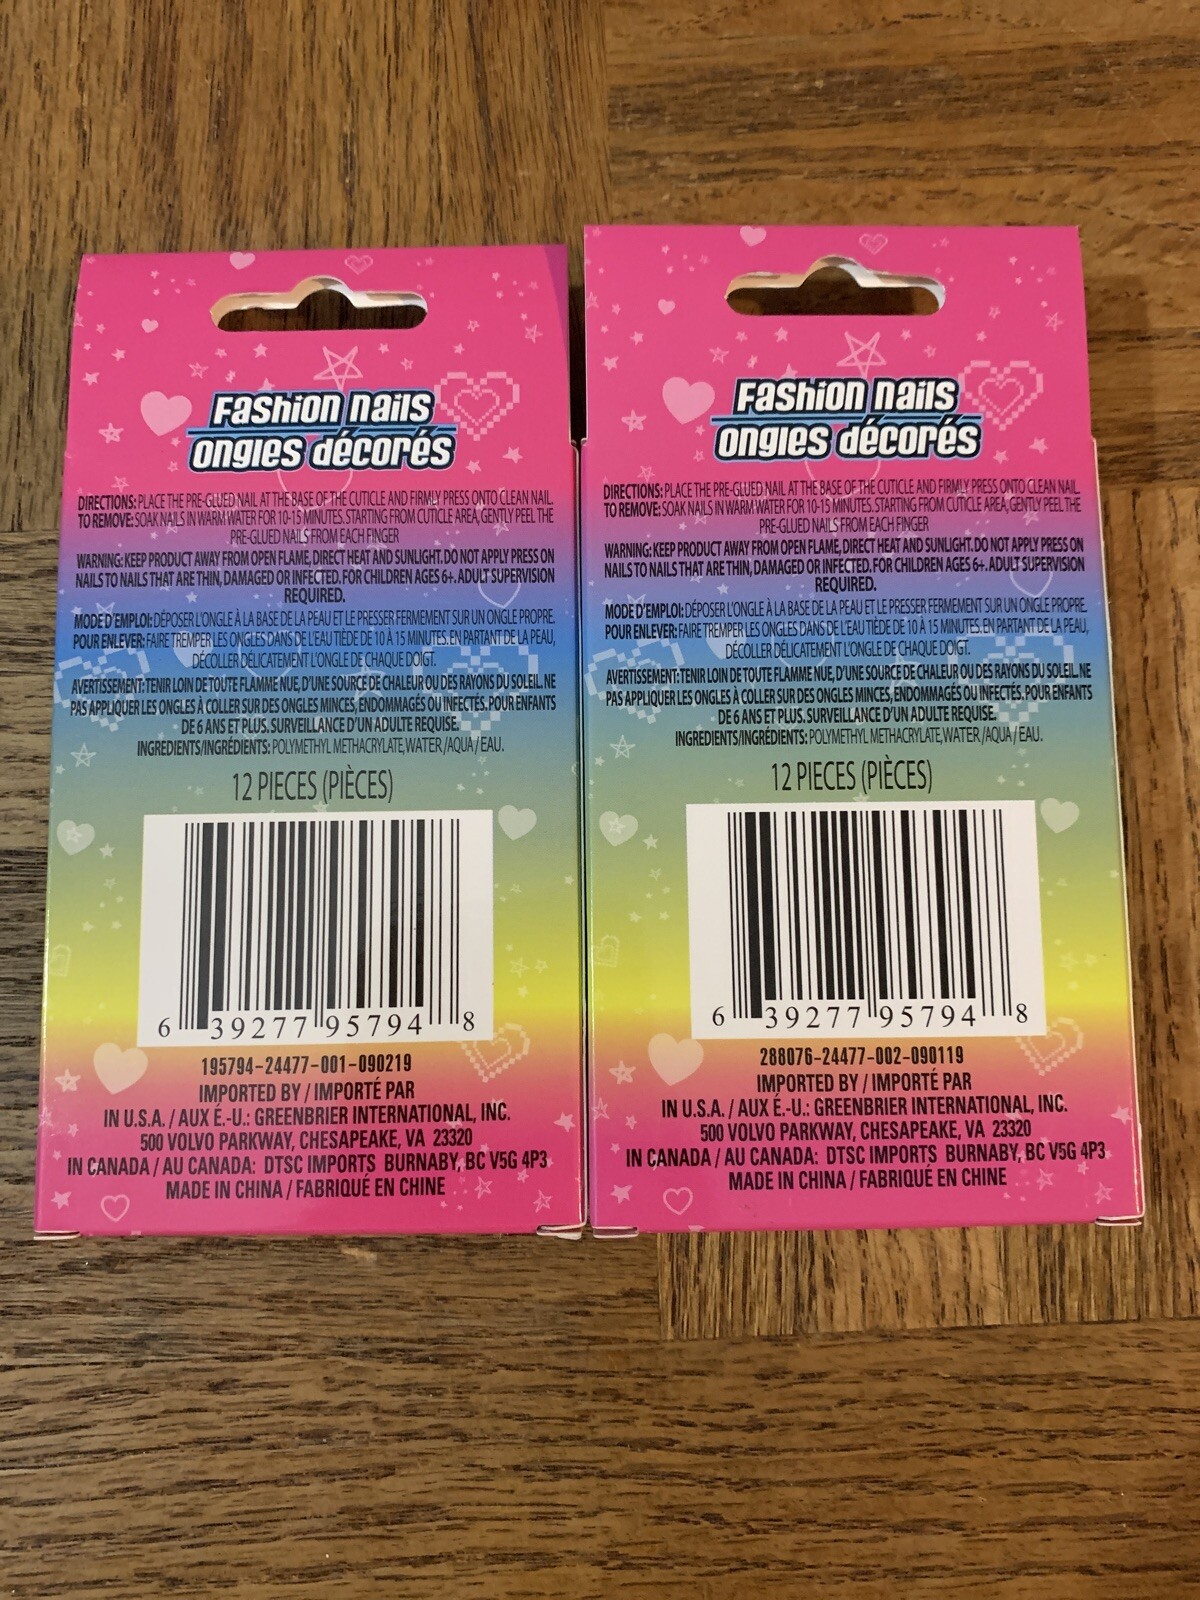 Fashion nails
ongles décorés
DIRECTIONS: PLACE THE PRE-GLUED NAIL AT THE BASE OF THE CUTICLE AND FIRMLY PRESS ONTO CLEAN NAIL.
TO REMOVE: SOAK NAILS IN WARM WATER FOR 10-15 MINUTES. STARTING FROM CUTICLE AREA, GENTLY PEEL THE
PRE-GLUED NAILS FROM EACH FINGER
WARNING: KEEP PRODUCT AWAY FROM OPEN FLAME, DIRECT HEAT AND SUNLIGHT. DO NOT APPLY PRESS ON
NAILS TO NAILS THAT ARE THIN, DAMAGED OR INFECTED. FOR CHILDREN AGES 6+. ADULT SUPERVISION
REQUIRED.
MODE D'EMPLOI: DÉPOSER L'ONGLE À LA BASE DE LA PEAU ET LE PRESSER FERMEMENT SUR UN ONGLE PROPRE.
POUR ENLEVER: FAIRE TREMPER LES ONGLES DANS DE L'EAU TIÈDE DE 10 À 15 MINUTES. EN PARTANT DE LA PEAU,
DÉCOLLER DÉLICATEMENT L'ONGLE DE CHAQUE DOIGT.
AVERTISSEMENT: TENIR LOIN DE TOUTE FLAMME NUE, D'UNE SOURCE DE CHALEUR OU DES RAYONS DU SOLEIL. NE
PAS APPLIQUER LES ONGLES À COLLER SUR DES ONGLES MINCES, ENDOMMAGÉS OU INFECTÉS. POUR ENFANTS
DE 6 ANS ET PLUS. SURVEILLANCE D'UN ADULTE REQUISE.
INGREDIENTS/INGRÉDIENTS: POLYMETHYL METHACRYLATE, WATER /AQUA / EAU.
12 PIECES (PIÈCES)
6 39277 95794 8
195794-24477-001-090219
IMPORTED BY / IMPORTÉ PAR
IN U.S.A. / AUX É.-U.: GREENBRIER INTERNATIONAL, INC.
500 VOLVO PARKWAY, CHESAPEAKE, VA 23320
IN CANADA / AU CANADA: DTSC IMPORTS BURNABY, BC V5G 4P3
MADE IN CHINA / FABRIQUÉ EN CHINE
Fashion nails
ongles décorés
DIRECTIONS: PLACE THE PRE-GLUED NAIL AT THE BASE OF THE CUTICLE AND FIRMLY PRESS ONTO CLEAN NAIL.
TO REMOVE: SOAK NAILS IN WARM WATER FOR 10-15 MINUTES. STARTING FROM CUTICLE AREA, GENTLY PEEL THE
PRE-GLUED NAILS FROM EACH FINGER
WARNING: KEEP PRODUCT AWAY FROM OPEN FLAME, DIRECT HEAT AND SUNLIGHT. DO NOT APPLY PRESS ON
NAILS TO NAILS THAT ARE THIN, DAMAGED OR INFECTED. FOR CHILDREN AGES 6+. ADULT SUPERVISION
REQUIRED.
MODE D'EMPLOI: DÉPOSER L'ONGLE À LA BASE DE LA PEAU ET LE PRESSER FERMEMENT SUR UN ONGLE PROPRE.
POUR ENLEVER: FAIRE TREMPER LES ONGLES DANS DE L'EAU TIÈDE DE 10 À 15 MINUTES. EN PARTANT DE LA PEAU,
DÉCOLLER DÉLICATEMENT L'ONGLE DE CHAQUE DOIGT.
AVERTISSEMENT: TENIR LOIN DE TOUTE FLAMME NUE, D'UNE SOURCE DE CHALEUR OU DES RAYONS DU SOLEIL. NE
PAS APPLIQUER LES ONGLES À COLLER SUR DES ONGLES MINCES, ENDOMMAGÉS OU INFECTÉS. POUR ENFANTS
DE 6 ANS ET PLUS. SURVEILLANCE D'UN ADULTE REQUISE.
INGREDIENTS/INGRÉDIENTS: POLYMETHYL METHACRYLATE, WATER /AQUA / EAU.
12 PIECES (PIÈCES)
6 39277 95794 8
288076-24477-002-090119
IMPORTED BY / IMPORTÉ PAR
IN U.S.A. / AUX É.-U.: GREENBRIER INTERNATIONAL, INC.
500 VOLVO PARKWAY, CHESAPEAKE, VA 23320
IN CANADA / AU CANADA: DTSC IMPORTS BURNABY, BC V5G 4P3
MADE IN CHINA / FABRIQUÉ EN CHINE